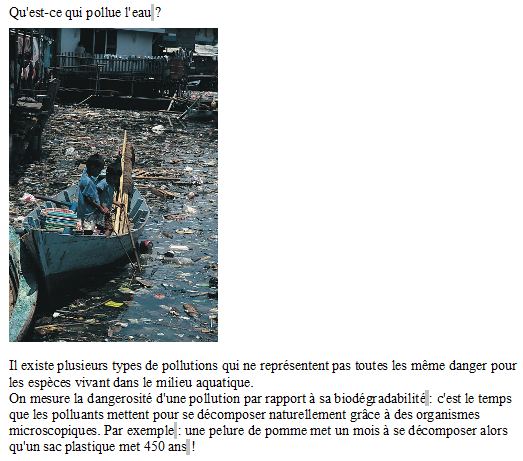 Qu'est-ce qui pollue l'eau ?
Il existe plusieurs types de pollutions qui ne représentent pas toutes les même danger pour
les espèces vivant dans le milieu aquatique.
On mesure la dangerosité d'une pollution par rapport à sa biodégradabilité : c'est le temps
que les polluants mettent pour se décomposer naturellement grâce à des organismes
microscopiques. Par exemple : une pelure de pomme met un mois à se décomposer alors
qu'un sac plastique met 450 ans !